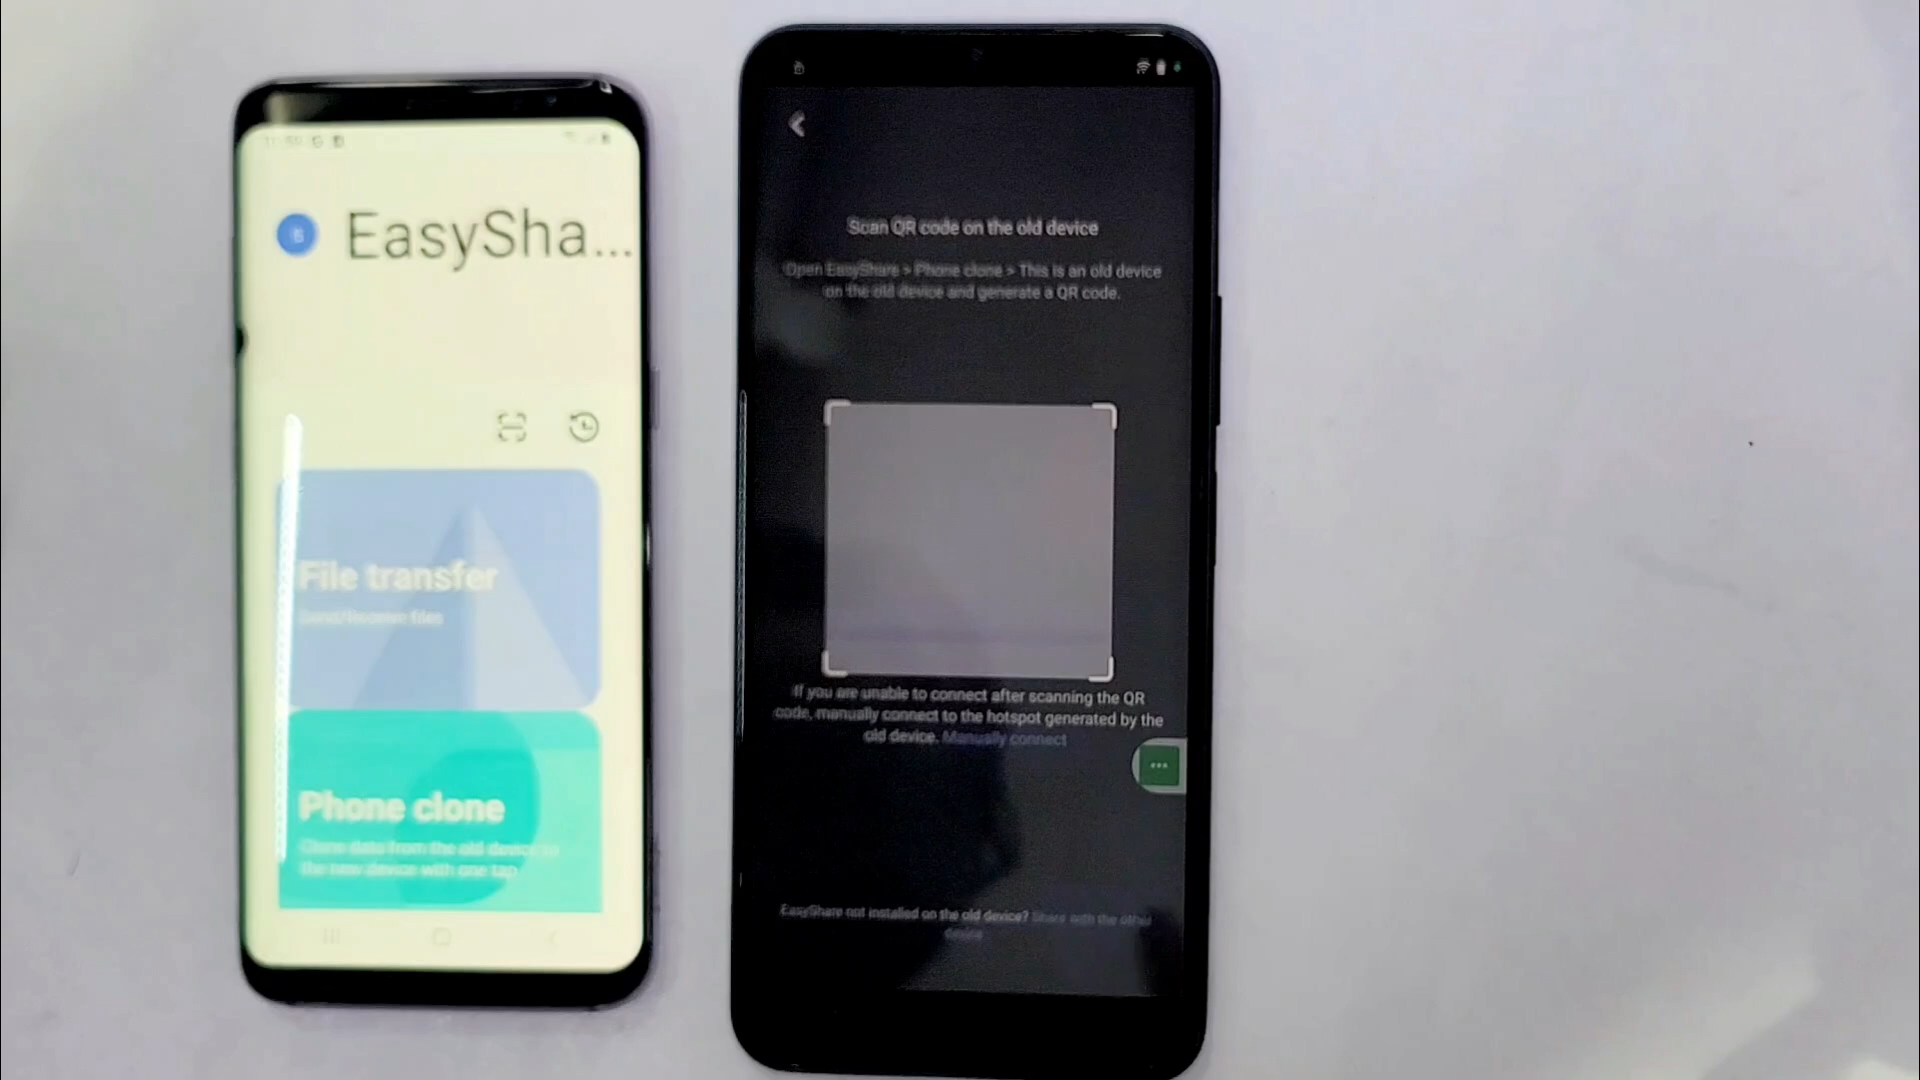 EasySha...
File transfer
Send/Receive files
Phone clone
Clone data from the old device to
the new device with one tap
Scan QR code on the old device
Open EasyShare > Phone clone > This is an old device
on the old device and generate a QR code.
If you are unable to connect after scanning the QR
code, manually connect to the hotspot generated by the
old device. Manually connect
EasyShare not installed on the old device? Share with the other
device